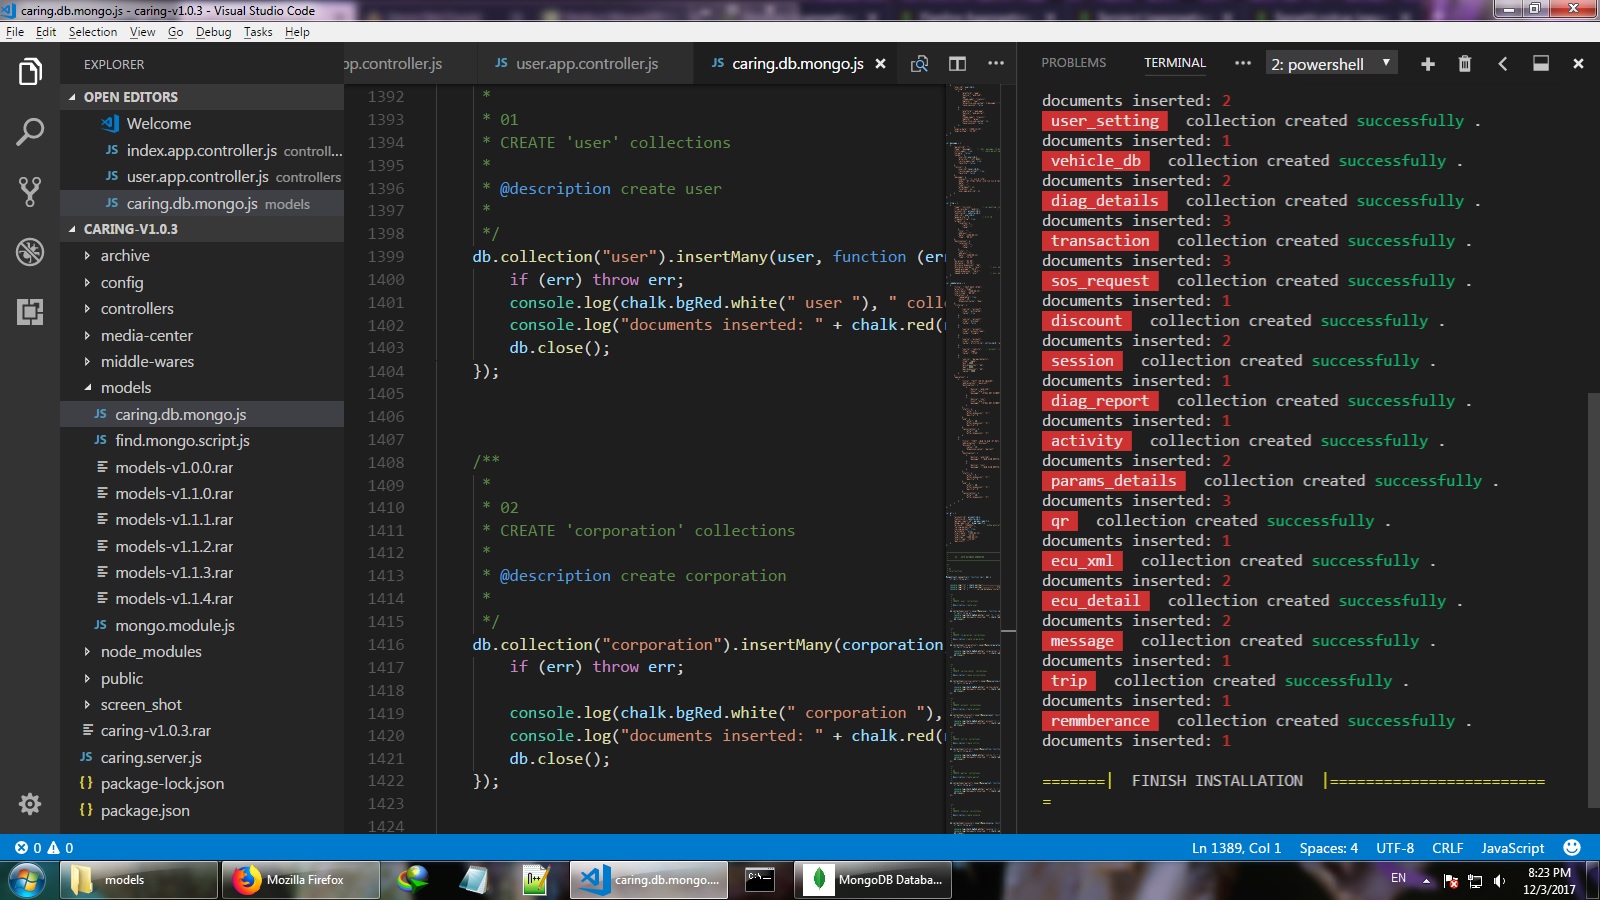 caring.db.mongo.js - caring-v1.0.3 - Visual Studio Code
File Edit Selection View Go Debug Tasks Help
EXPLORER
OPEN EDITORS
Welcome
index.app.controller.js controll...
user.app.controller.js controllers
caring.db.mongo.js models
CARING-V1.0.3
archive
config
controllers
media-center
middle-wares
models
caring.db.mongo.js
find.mongo.script.js
models-v1.0.0.rar
models-v1.1.0.rar
models-v1.1.1.rar
models-v1.1.2.rar
models-v1.1.3.rar
models-v1.1.4.rar
mongo.module.js
node_modules
public
screen_shot
caring-v1.0.3.rar
caring.server.js
package-lock.json
package.json
pp.controller.js user.app.controller.js caring.db.mongo.js
1392 *
1393 * 01
1394 * CREATE 'user' collections
1395 *
1396 * @description create user
1397 *
1398 */
1399 db.collection("user").insertMany(user, function (err
1400 if (err) throw err;
1401 console.log(chalk.bgRed.white(" user "), " colle
1402 console.log("documents inserted: " + chalk.red(
1403 db.close();
1404 });
1405
1406
1407
1408 /**
1409 *
1410 * 02
1411 * CREATE 'corporation' collections
1412 *
1413 * @description create corporation
1414 *
1415 */
1416 db.collection("corporation").insertMany(corporation
1417 if (err) throw err;
1418
1419 console.log(chalk.bgRed.white(" corporation "),
1420 console.log("documents inserted: " + chalk.red(
1421 db.close();
1422 });
1423
1424
PROBLEMS TERMINAL ... 2: powershell
documents inserted: 2
user_setting collection created successfully .
documents inserted: 1
vehicle_db collection created successfully .
documents inserted: 2
diag_details collection created successfully .
documents inserted: 3
transaction collection created successfully .
documents inserted: 3
sos_request collection created successfully .
documents inserted: 1
discount collection created successfully .
documents inserted: 2
session collection created successfully .
documents inserted: 1
diag_report collection created successfully .
documents inserted: 1
activity collection created successfully .
documents inserted: 2
params_details collection created successfully .
documents inserted: 3
qr collection created successfully .
documents inserted: 1
ecu_xml collection created successfully .
documents inserted: 2
ecu_detail collection created successfully .
documents inserted: 2
message collection created successfully .
documents inserted: 1
trip collection created successfully .
documents inserted: 1
remmberance collection created successfully .
documents inserted: 1
=======| FINISH INSTALLATION |========================
=
0 0 Ln 1389, Col 1 Spaces: 4 UTF-8 CRLF JavaScript
models Mozilla Firefox caring.db.mongo.... MongoDB Databa... EN 8:23 PM
12/3/2017